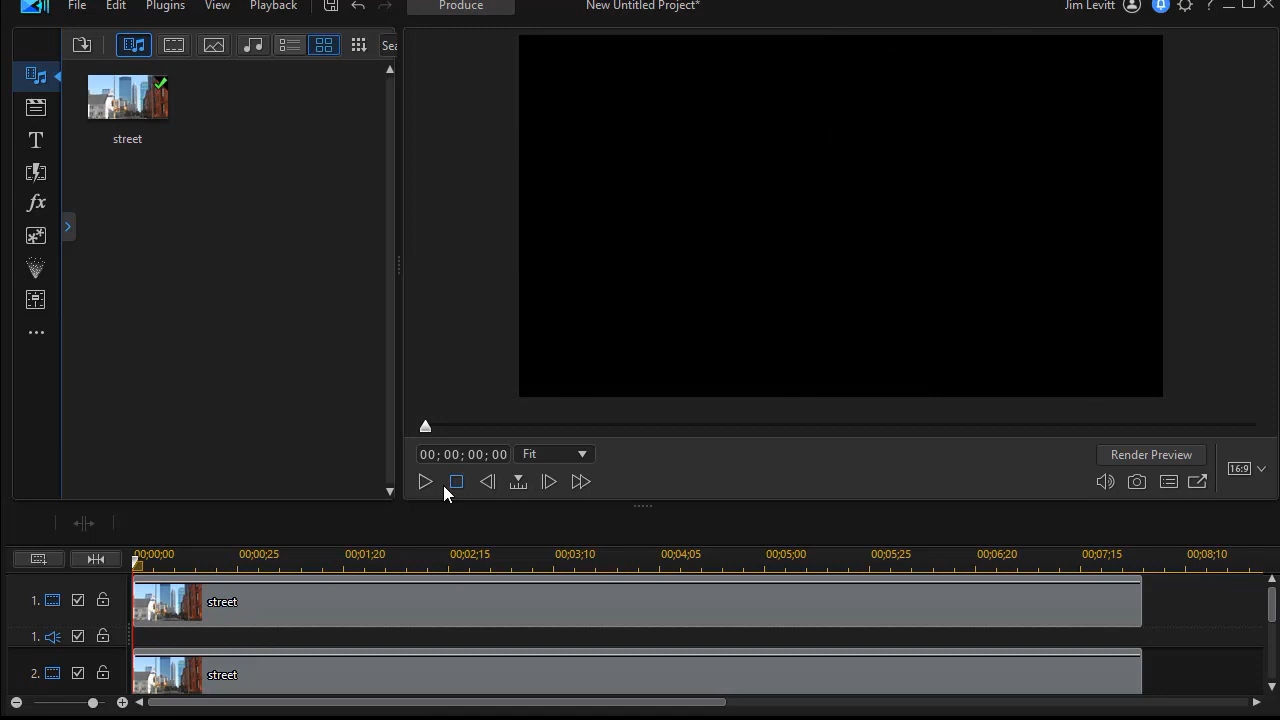 File Edit Plugins View Playback Produce New Untitled Project* Jim Levitt ?
Sea
street
00;00;00;00 Fit Render Preview
16:9
00;00;00 00;00;25 00;01;20 00;02;15 00;03;10 00;04;05 00;05;00 00;05;25 00;06;20 00;07;15 00;08;10
1. street
1.
2. street